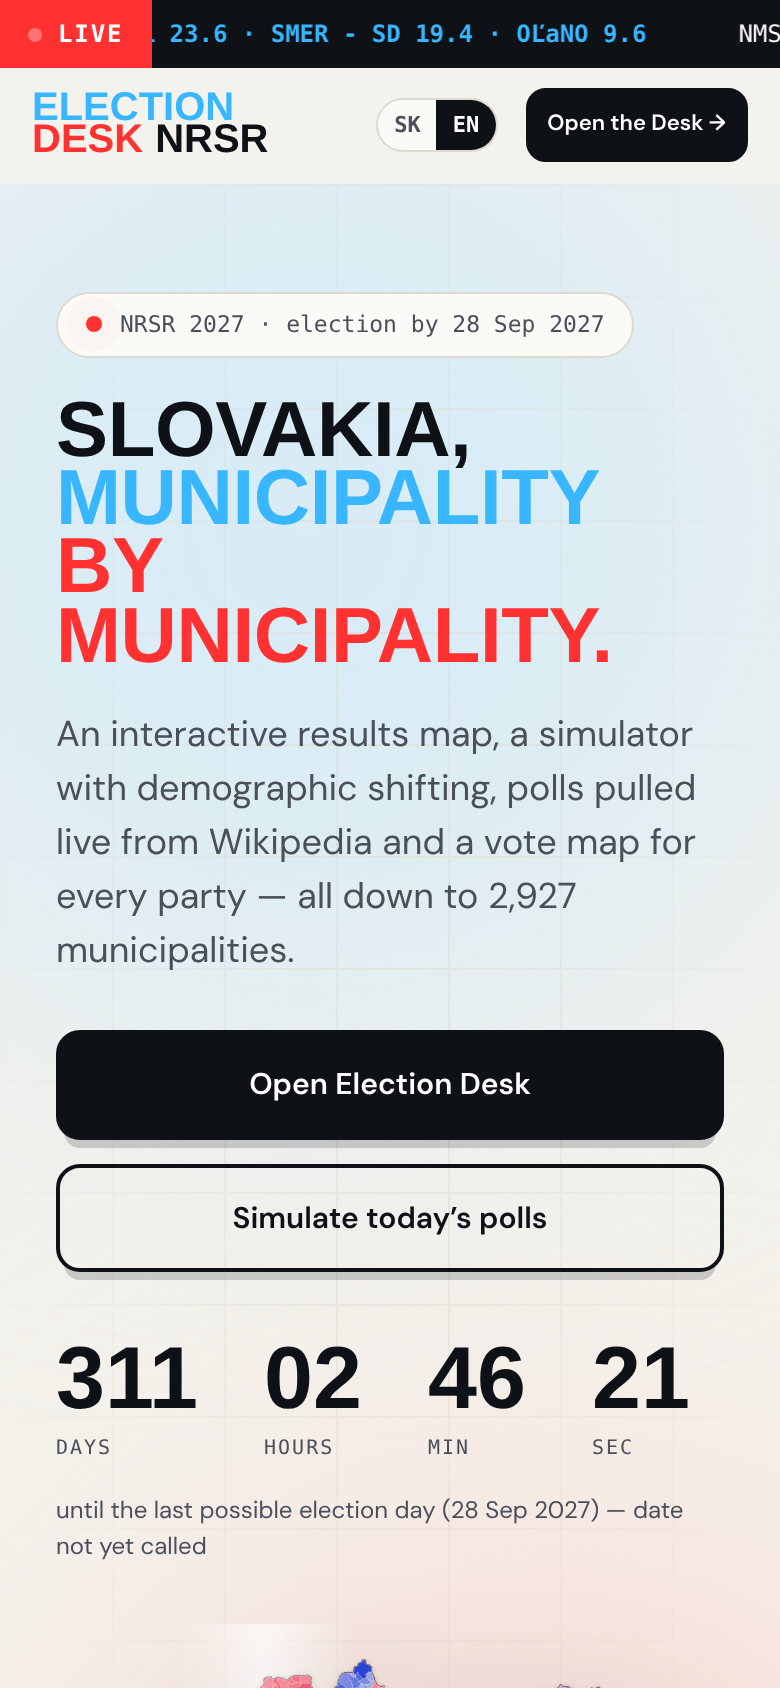 LIVE
23.6 · SMER - SD 19.4 · OĽaNO 9.6
NMS
ELECTION
DESK NRSR
SK
EN
Open the Desk →
NRSR 2027 · election by 28 Sep 2027
SLOVAKIA,
MUNICIPALITY
BY
MUNICIPALITY.
An interactive results map, a simulator
with demographic shifting, polls pulled
live from Wikipedia and a vote map for
every party — all down to 2,927
municipalities.
Open Election Desk
Simulate today’s polls
311 02 46 21
DAYS HOURS MIN SEC
until the last possible election day (28 Sep 2027) — date
not yet called